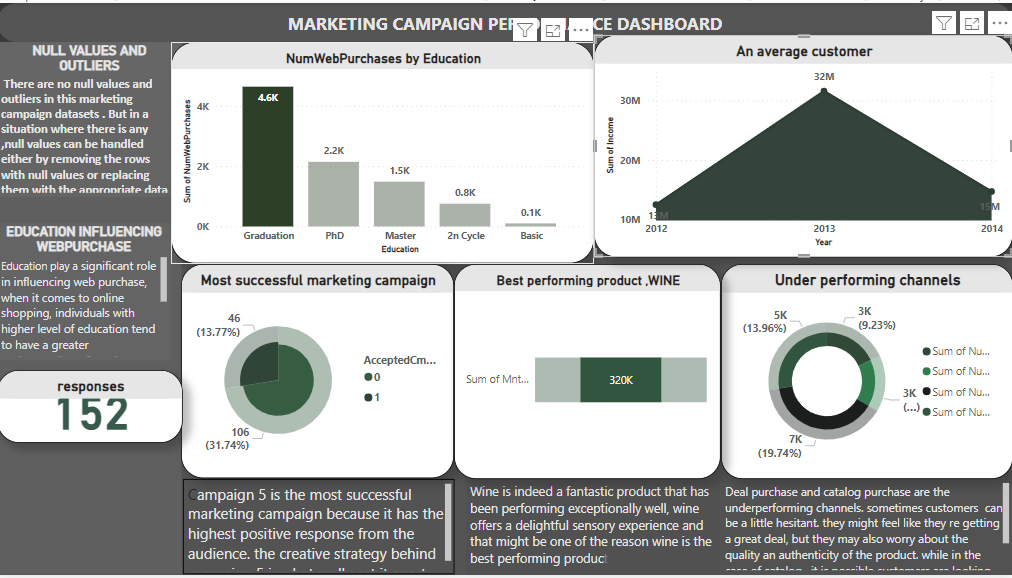 MARKETING CAMPAIGN CE DASHBOARD
NULL VALUES AND
OUTLIERS
There are no null values and
outliers in this marketing
campaign datasets . But in a
situation where there is any
,null values can be handled
either by removing the rows
with null values or replacing
them with the appropriate data
EDUCATION INFLUENCING
WEBPURCHASE
Education play a significant role
in influencing web purchase,
when it comes to online
shopping, individuals with
higher level of education tend
to have a greater
responses
152
NumWebPurchases by Education
Sum of NumWebPurchases
4K
2K
0K
4.6K
2.2K
1.5K
0.8K
0.1K
Graduation PhD Master 2n Cycle Basic
Education
An average customer
Sum of Income
30M
20M
10M
32M
13M
15M
2012 2013 2014
Year
Most successful marketing campaign
46
(13.77%)
106
(31.74%)
AcceptedCm...
0
1
Best performing product ,WINE
Sum of Mnt...
320K
Under performing channels
5K
(13.96%)
3K
(9.23%)
3K
(...)
7K
(19.74%)
Sum of Nu...
Sum of Nu...
Sum of Nu...
Sum of Nu...
Campaign 5 is the most successful
marketing campaign because it has the
highest positive response from the
audience. the creative strategy behind
Wine is indeed a fantastic product that has
been performing exceptionally well, wine
offers a delightful sensory experience and
that might be one of the reason wine is the
best performing product
Deal purchase and catalog purchase are the
underperforming channels. sometimes customers can
be a little hesitant. they might feel like they re getting
a great deal, but they may also worry about the
quality an authenticity of the product. while in the